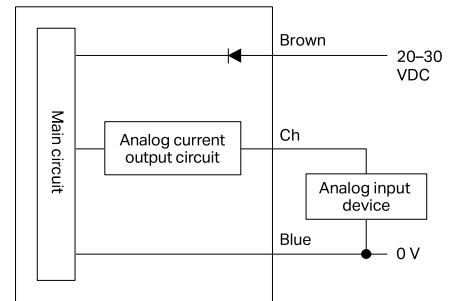 Brown
20–30
VDC
Main circuit
Analog current
output circuit
Ch
Analog input
device
Blue
0 V